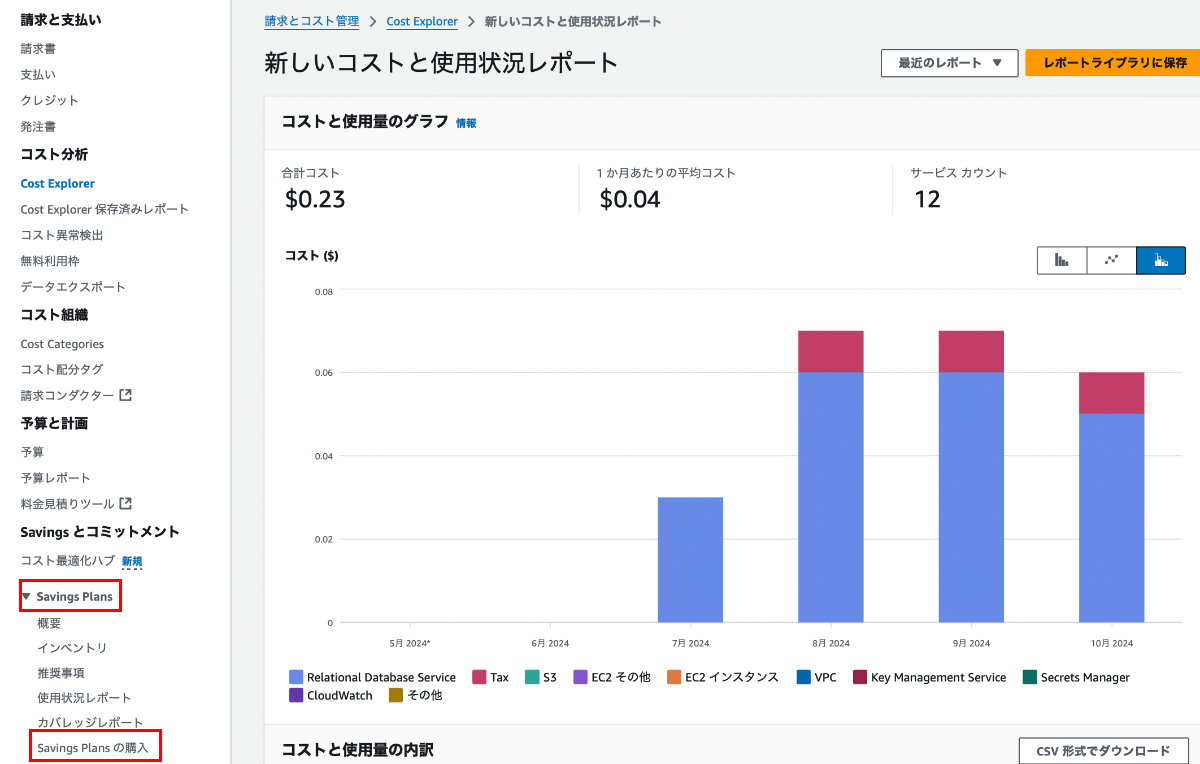 請求と支払い
請求書
支払い
クレジット
発注書
コスト分析
Cost Explorer
Cost Explorer 保存済みレポート
コスト異常検出
無料利用枠
データエクスポート
コスト組織
Cost Categories
コスト配分タグ
請求コンダクター
予算と計画
予算
予算レポート
料金見積りツール
Savings とコミットメント
コスト最適化ハブ 新規
Savings Plans
概要
インベントリ
推奨事項
使用状況レポート
カバレッジレポート
Savings Plans の購入
請求とコスト管理 > Cost Explorer > 新しいコストと使用状況レポート
新しいコストと使用状況レポート
最近のレポート ▼
レポートライブラリに保存
コストと使用量のグラフ 情報
合計コスト
$0.23
1 か月あたりの平均コスト
$0.04
サービス カウント
12
コスト ($)
0.08
0.06
0.04
0.02
0
5月 2024* 6月 2024 7月 2024 8月 2024 9月 2024 10月 2024
Relational Database Service Tax S3 EC2 その他 EC2 インスタンス VPC Key Management Service Secrets Manager
CloudWatch その他
コストと使用量の内訳
CSV 形式でダウンロード